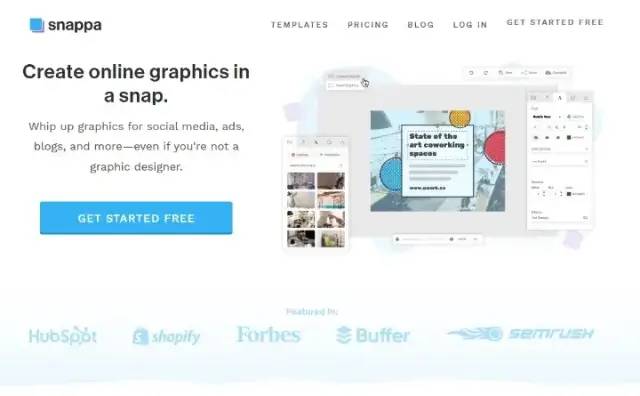 snappa
TEMPLATES PRICING BLOG LOG IN GET STARTED FREE
Create online graphics in
a snap.
Whip up graphics for social media, ads,
blogs, and more—even if you're not a
graphic designer.
GET STARTED FREE
State of the
art coworking
spaces
www.swork.co
Featured In:
HubSpot shopify Forbes Buffer SEMRUSH